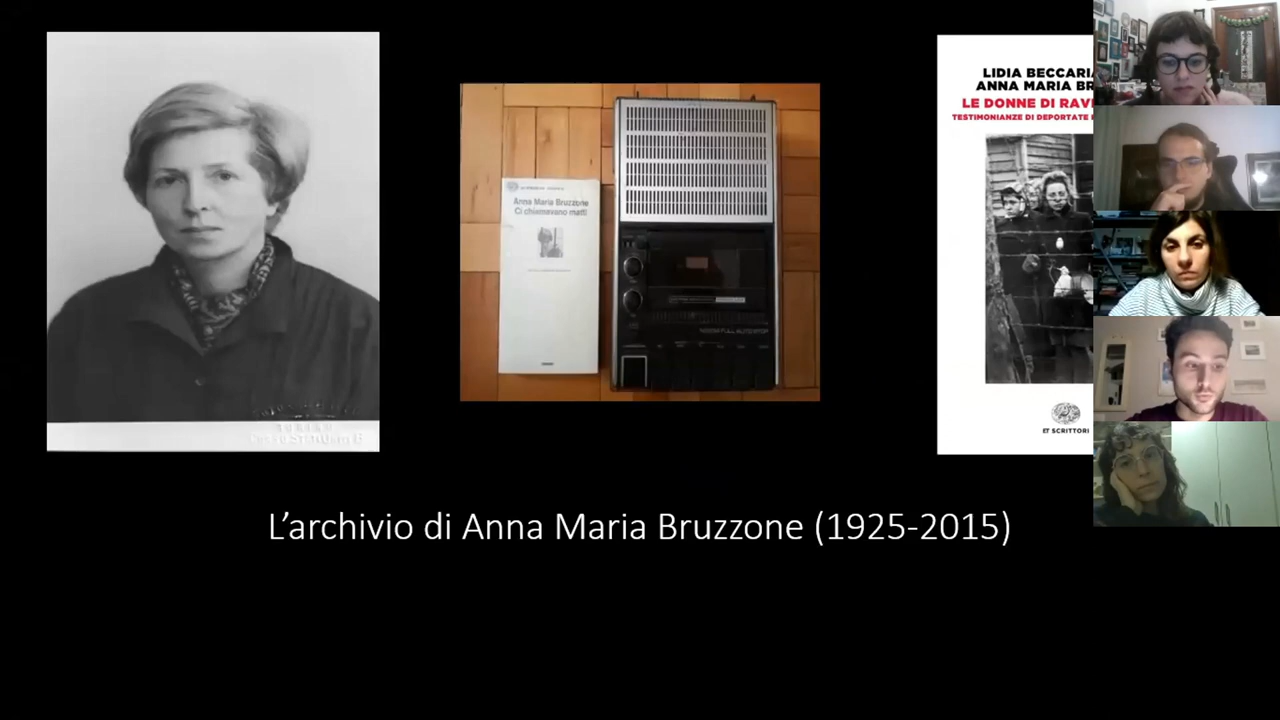 Anna Maria Bruzzone
Ci chiamavano matti
LIDIA BECCARIA
ANNA MARIA BR
LE DONNE DI RAV
TESTIMONIANZE DI DEPORTATE
ET SCRITTORI
L’archivio di Anna Maria Bruzzone (1925-2015)